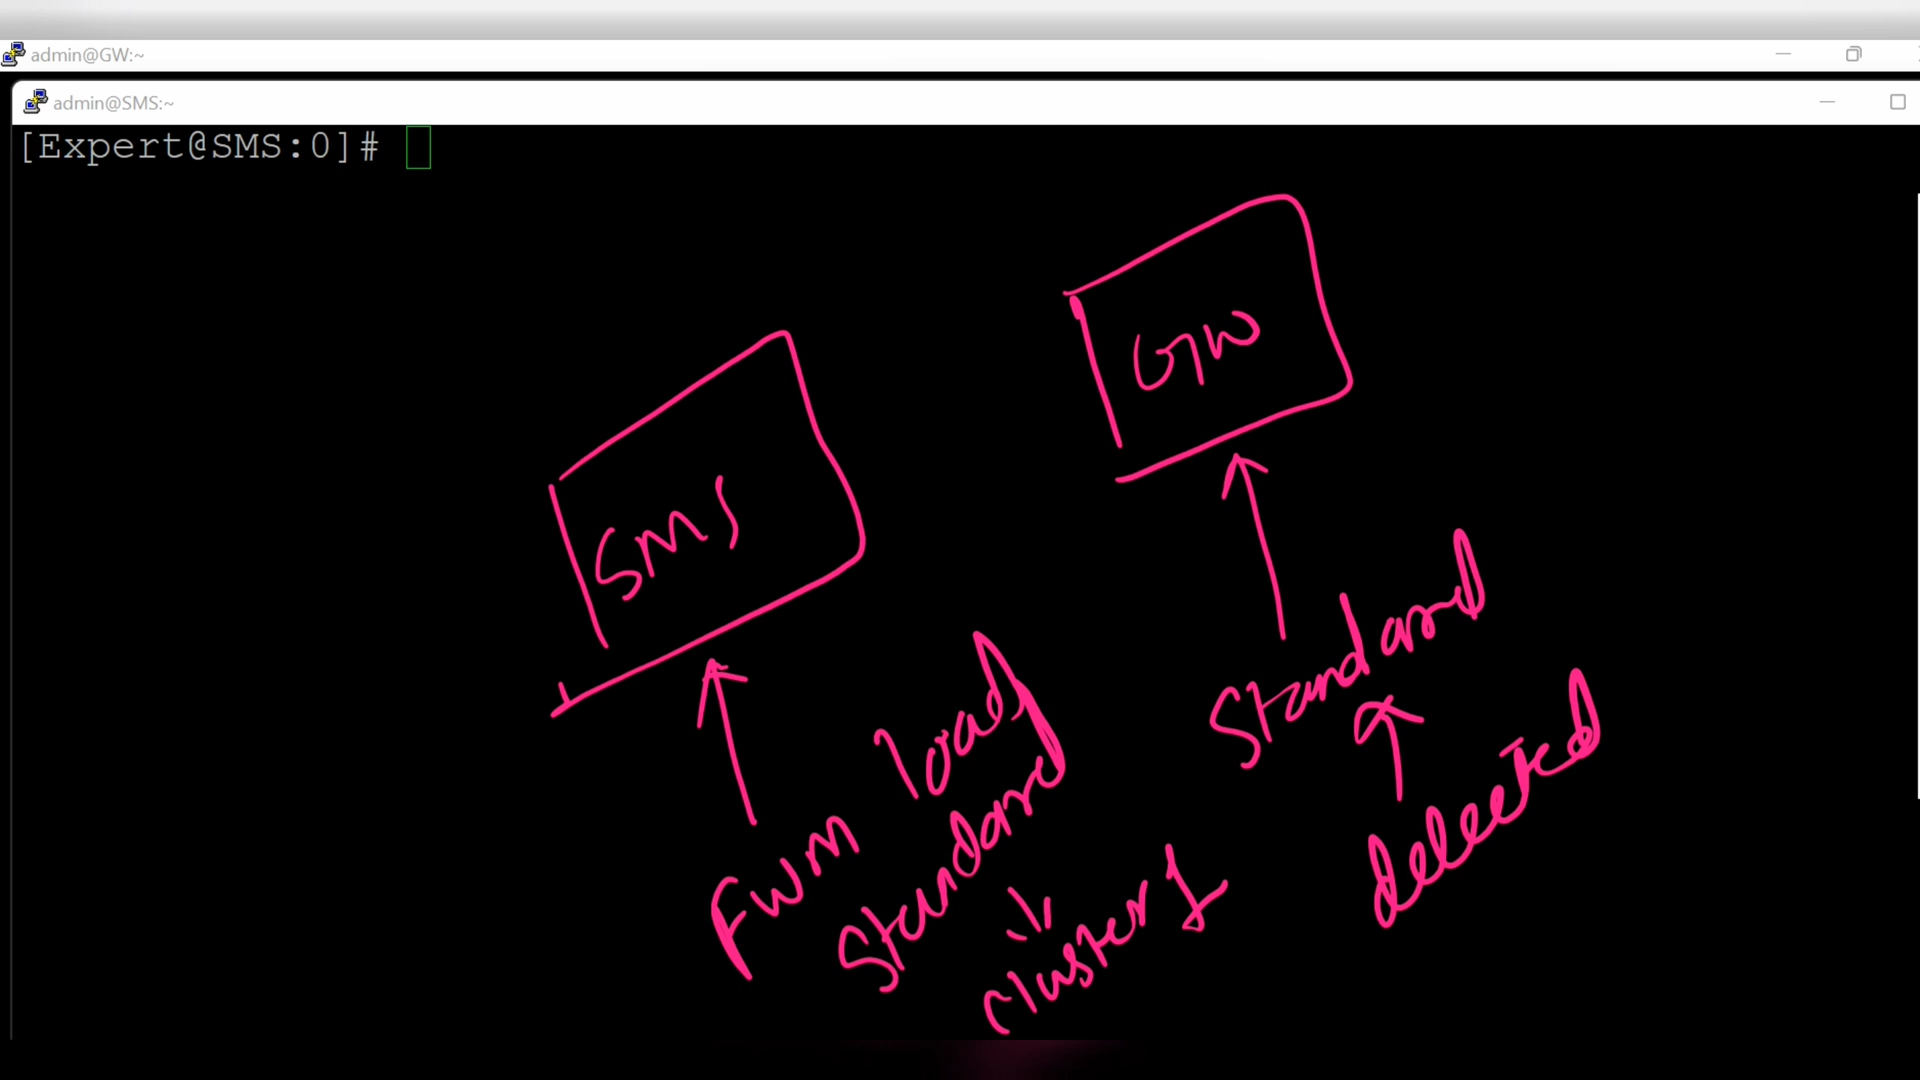 admin@GW:~
admin@SMS:~
[Expert@SMS:0]#
GW
SMS
Standard
deleted
Fwm load
Standard
cluster1